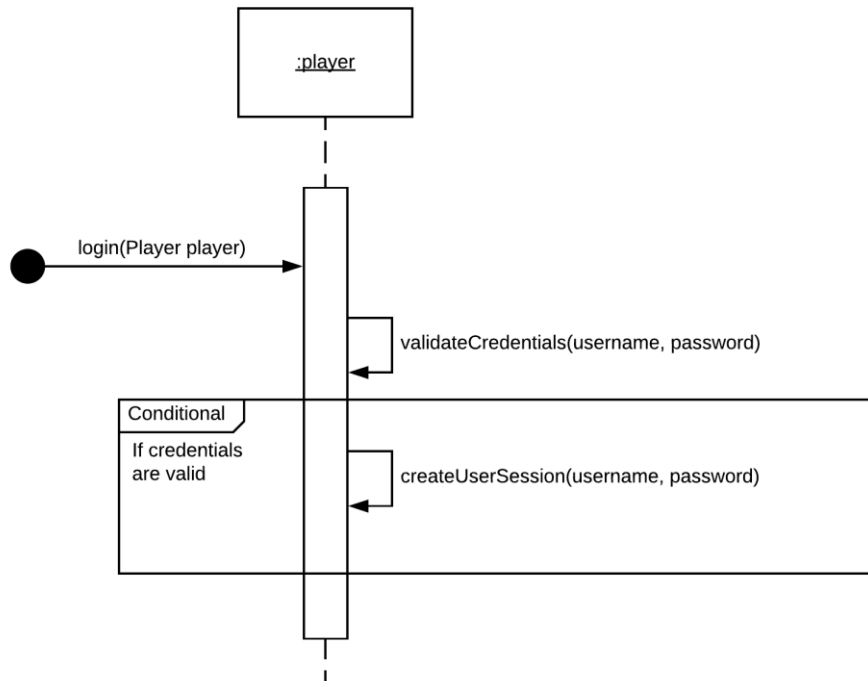 :player
login(Player player)
validateCredentials(username, password)
Conditional
If credentials
are valid
createUserSession(username, password)